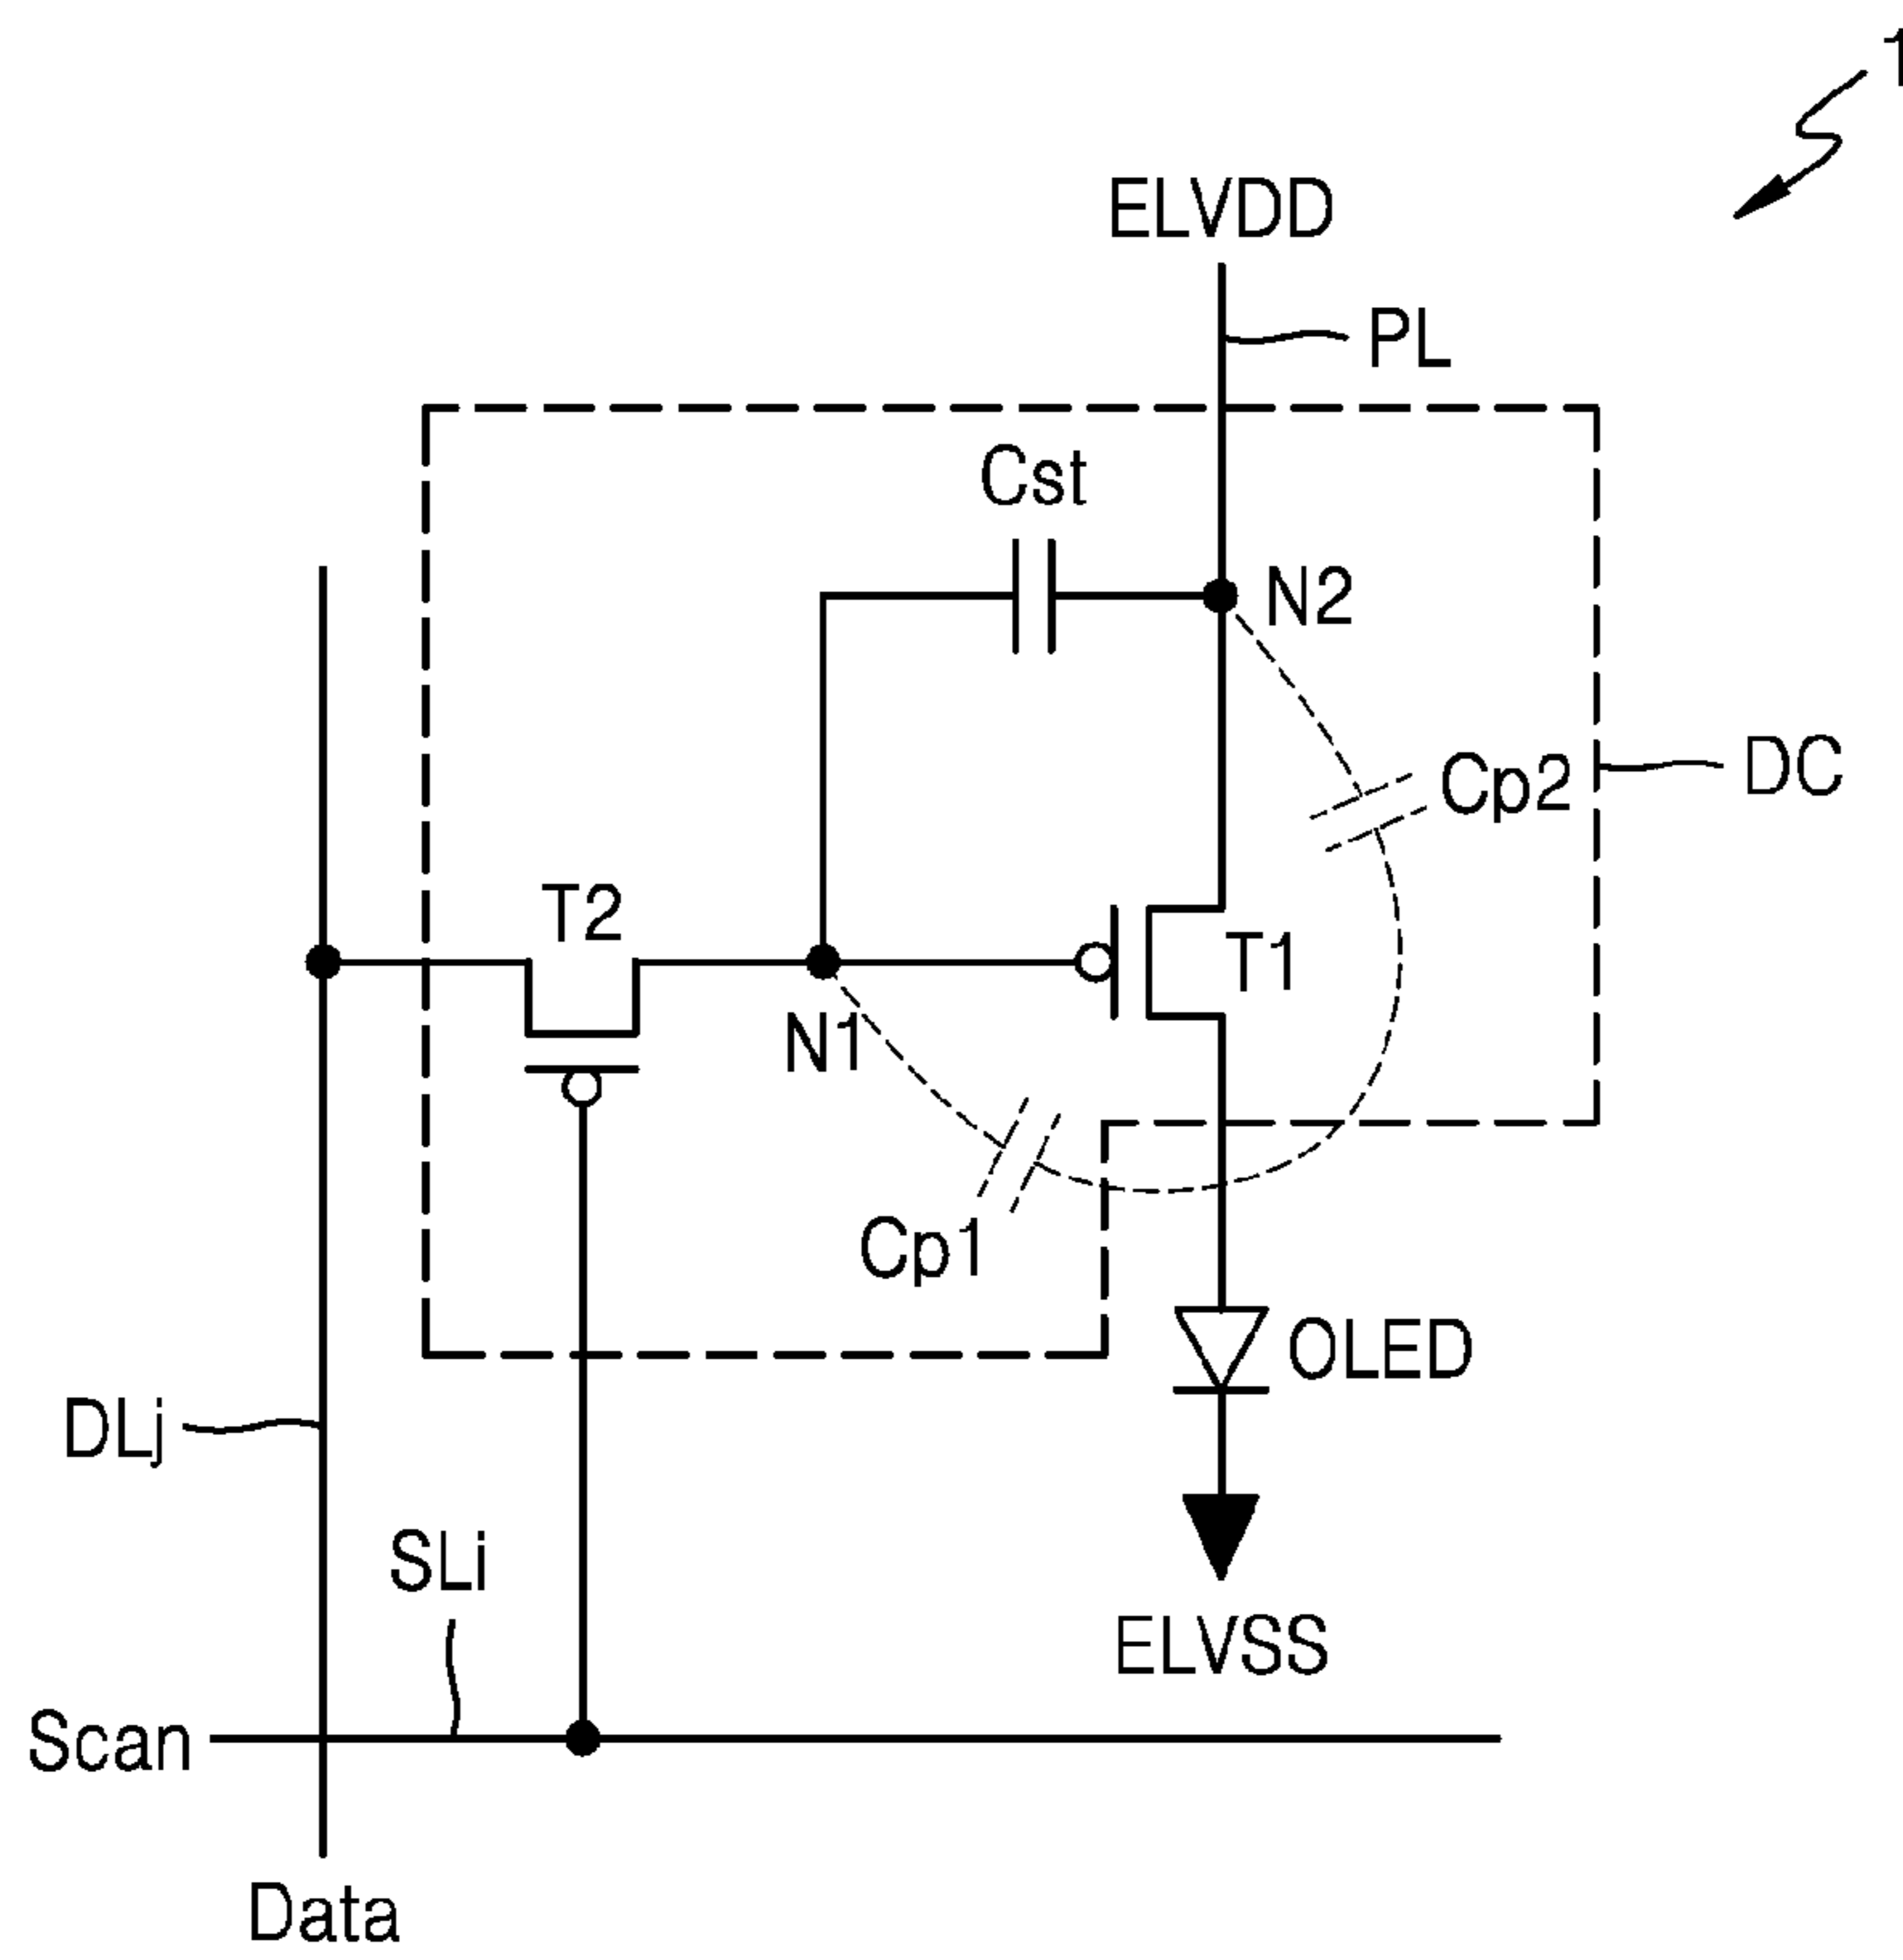 1
ELVDD
PL
Cst
N2
Cp2
DC
T2
T1
N1
Cp1
OLED
DLj
SLi
ELVSS
Scan
Data